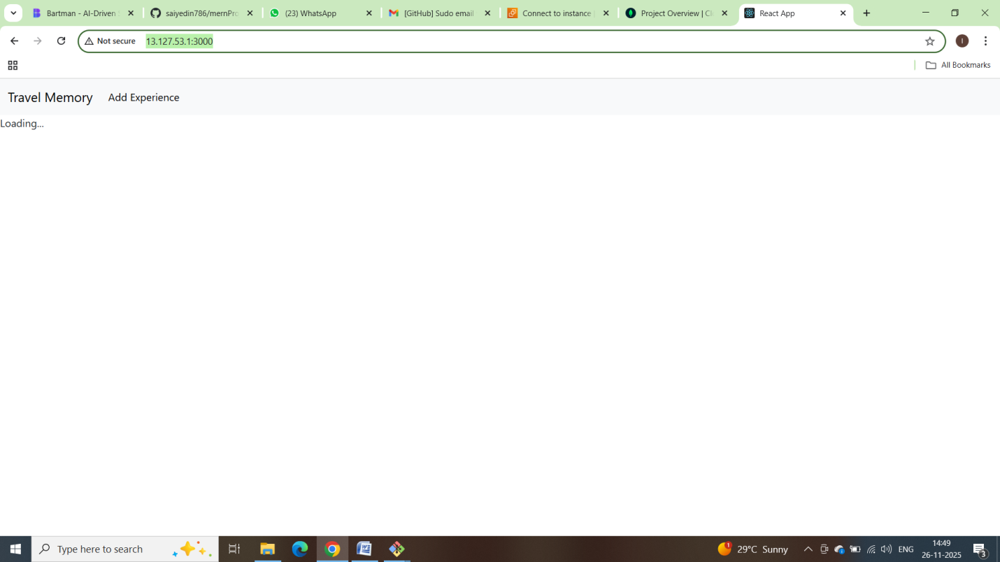 Bartman - AI-Driven
saiyedin786/mernPro
(23) WhatsApp
[GitHub] Sudo email
Connect to instance
Project Overview | Cl
React App
Not secure
13.127.53.1:3000
All Bookmarks
Travel Memory
Add Experience
Loading...
Type here to search
1
29°C Sunny
ENG
14:49
26-11-2025
3